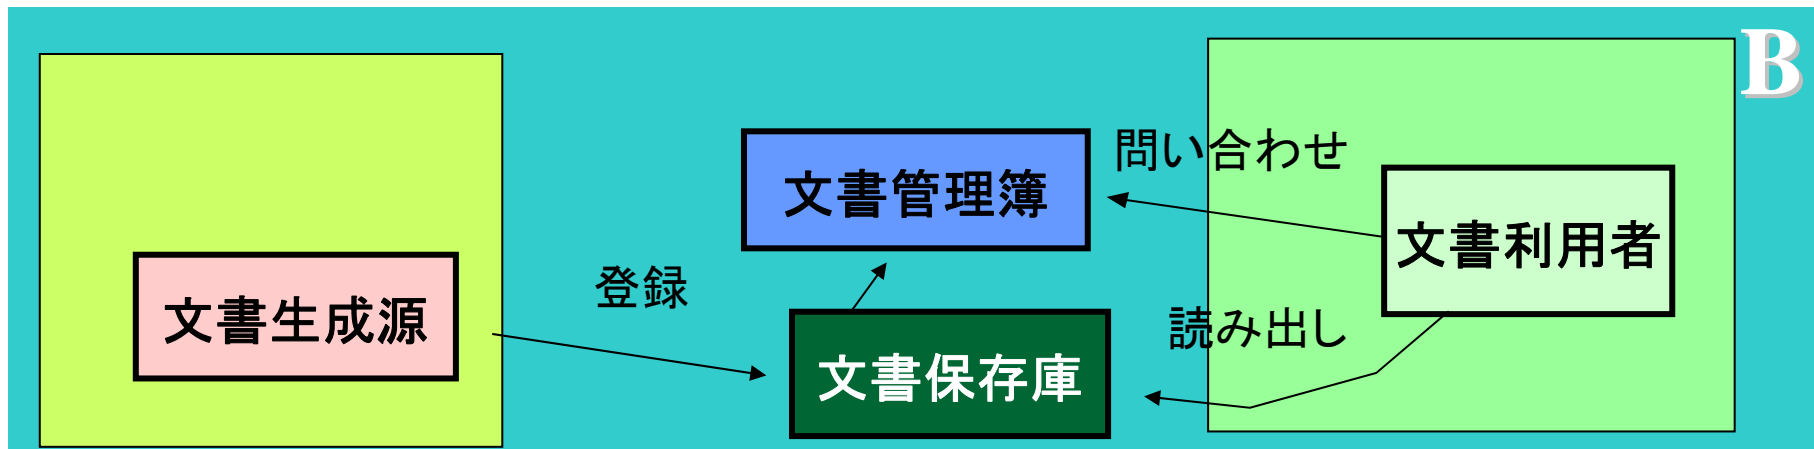 B
問い合わせ
文書管理簿
文書利用者
登録
文書生成源
読み出し
文書保存庫